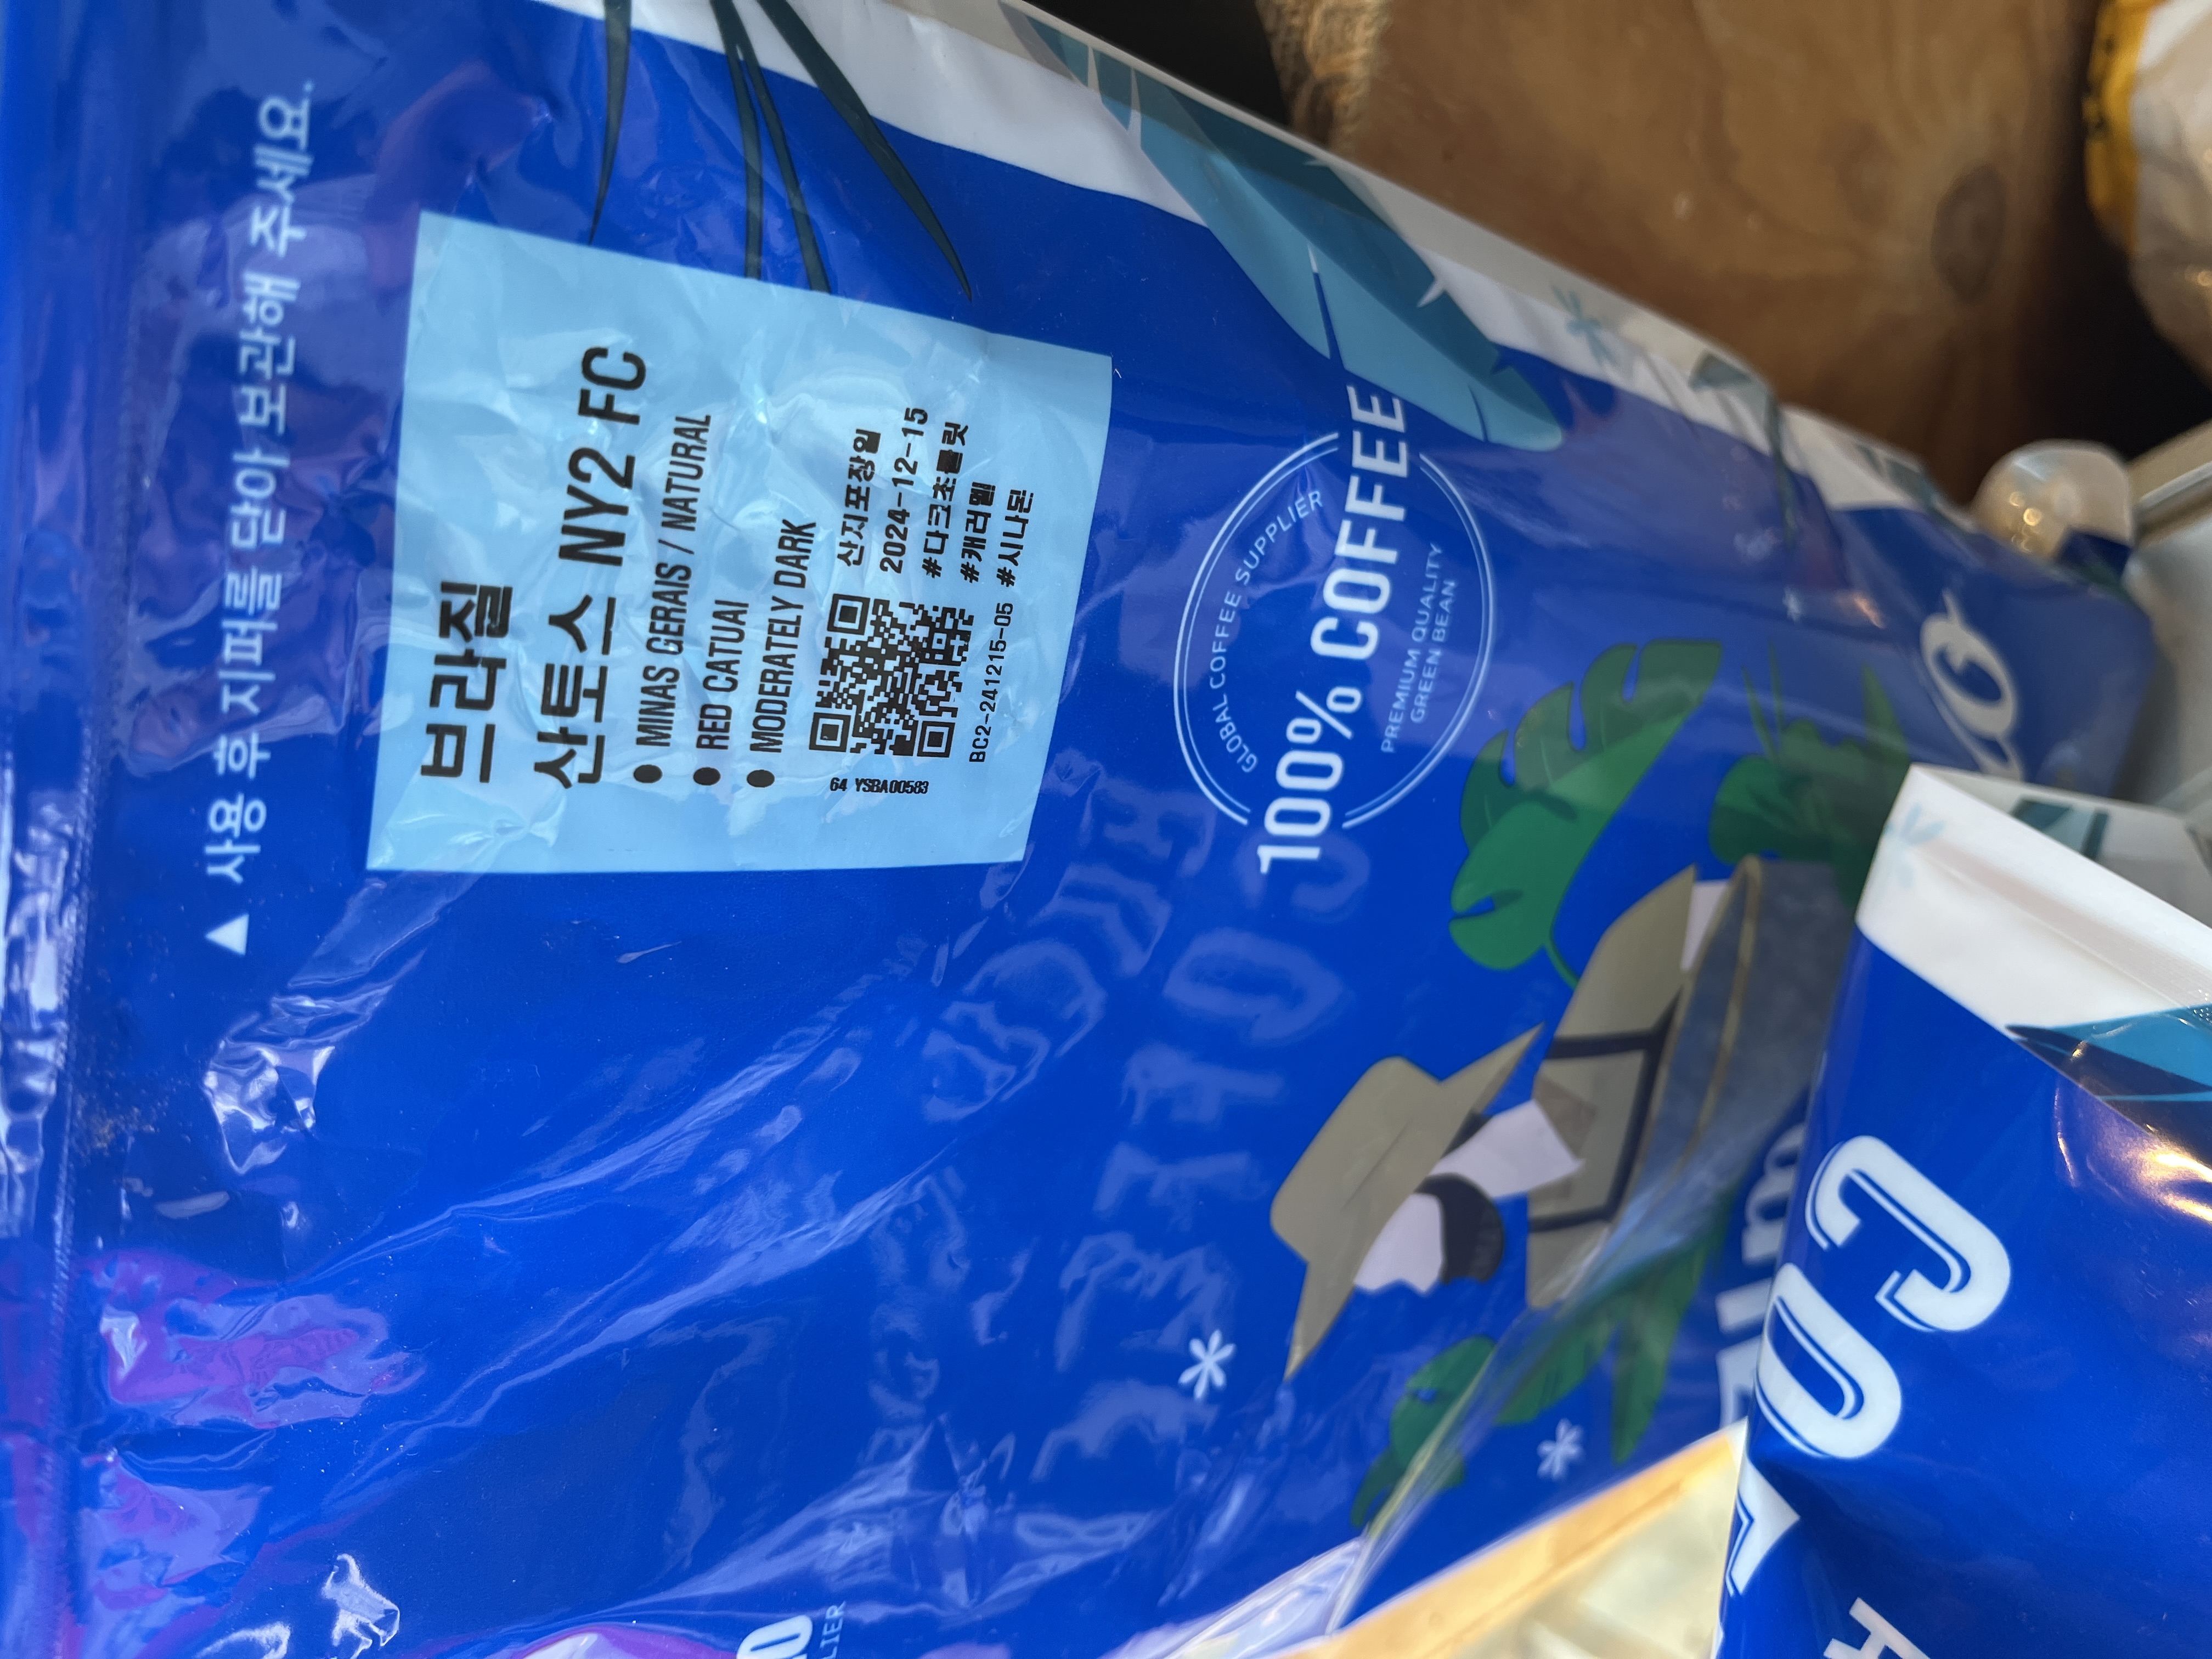 ▲ 사용 후 지퍼를 닫아 보관해 주세요.
브라질
산토스 NY2 FC
● MINAS GERAIS / NATURAL
● RED CATUAI
● MODERATELY DARK
산지포장일
2024-12-15
#다크초콜릿
#캐러멜
#시나몬
BC2-241215-05
64 YSBA00583
GLOBAL COFFEE SUPPLIER
100% COFFEE
PREMIUM QUALITY
GREEN BEAN